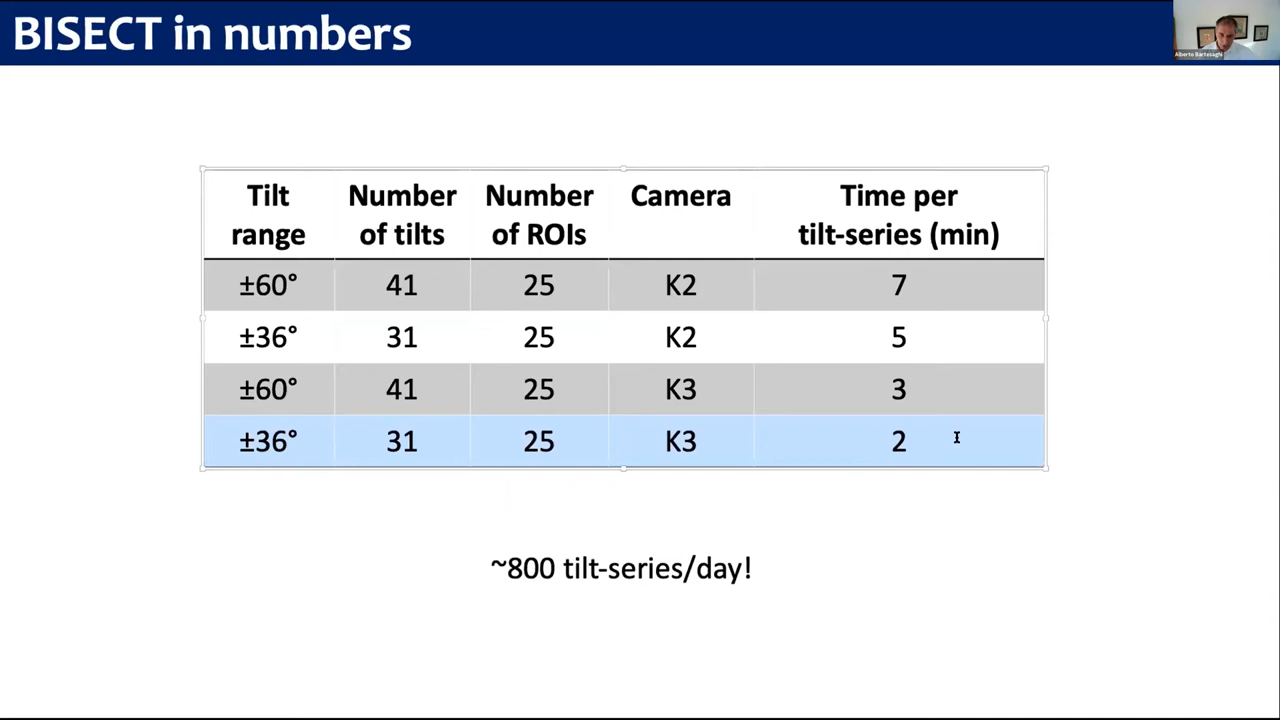 BISECT in numbers
Alberto Bartesaghi
Tilt range | Number of tilts | Number of ROIs | Camera | Time per tilt-series (min)
±60° | 41 | 25 | K2 | 7
±36° | 31 | 25 | K2 | 5
±60° | 41 | 25 | K3 | 3
±36° | 31 | 25 | K3 | 2
~800 tilt-series/day!